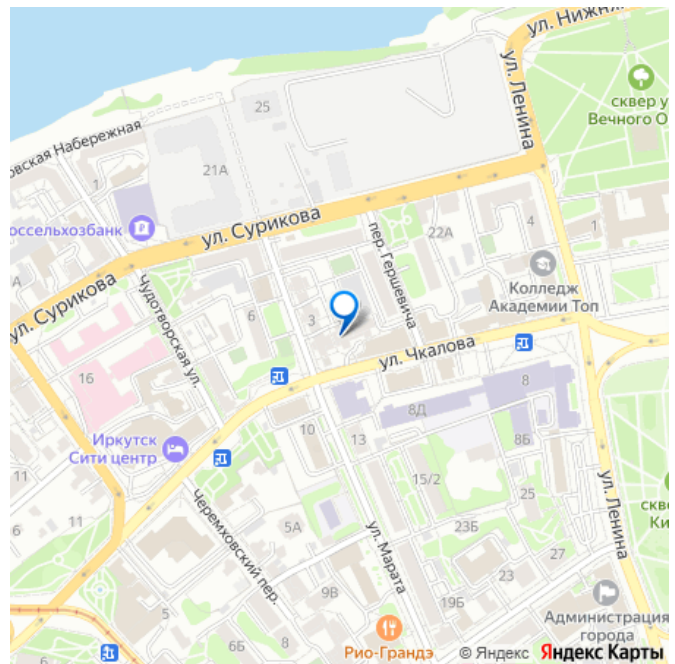 ул. Нижня
ул. Ленина
сквер у
Вечного О
25
овская Набережная
21А
1
оссельхозбанк
ул. Сурикова
пер. Гершевича
22А
4
1
Колледж
Академии Топ
А
ул. Сурикова
Чудотворская ул.
6
3
ул. Чкалова
16
8
8Д
Иркутск
Сити центр
10
13
8Б
11
15/2
ул. Ленина
25
6
11
Черемховский пер.
5А
ул. Марата
23Б
скве
Ки
27
23
9В
19Б
5
6Б
8
Администрация
города
Рио-Грандэ
© Яндекс Яндекс Карты